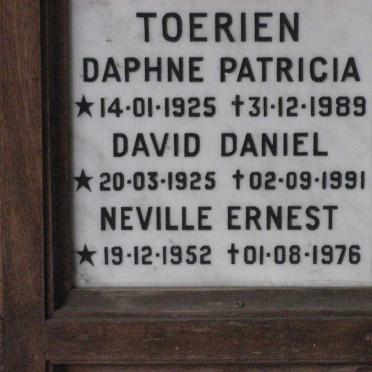 TOERIEN
DAPHNE PATRICIA
★14·01·1925 ✝31·12·1989
DAVID DANIEL
★20·03·1925 ✝02·09·1991
NEVILLE ERNEST
★19·12·1952 ✝01·08·1976